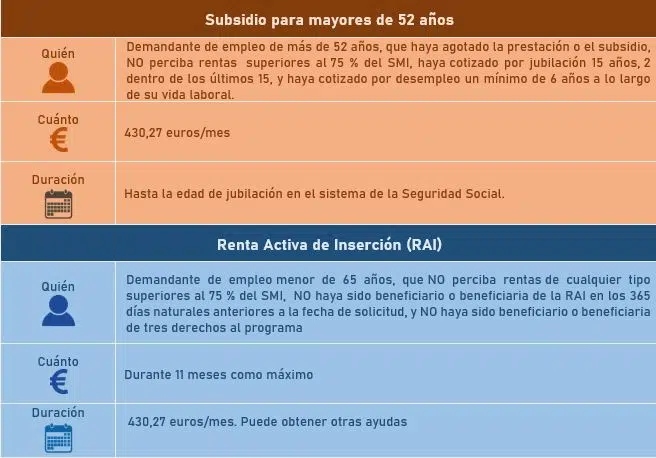 Subsidio para mayores de 52 años
Quién
Demandante de empleo de más de 52 años, que haya agotado la prestación o el subsidio,
NO perciba rentas superiores al 75 % del SMI, haya cotizado por jubilación 15 años, 2
dentro de los últimos 15, y haya cotizado por desempleo un mínimo de 6 años a lo largo
de su vida laboral.
Cuánto
€
430,27 euros/mes
Duración
Hasta la edad de jubilación en el sistema de la Seguridad Social.
Renta Activa de Inserción (RAI)
Quién
Demandante de empleo menor de 65 años, que NO perciba rentas de cualquier tipo
superiores al 75 % del SMI, NO haya sido beneficiario o beneficiaria de la RAI en los 365
días naturales anteriores a la fecha de solicitud, y NO haya sido beneficiario o beneficiaria
de tres derechos al programa
Cuánto
€
Durante 11 meses como máximo
Duración
430,27 euros/mes. Puede obtener otras ayudas